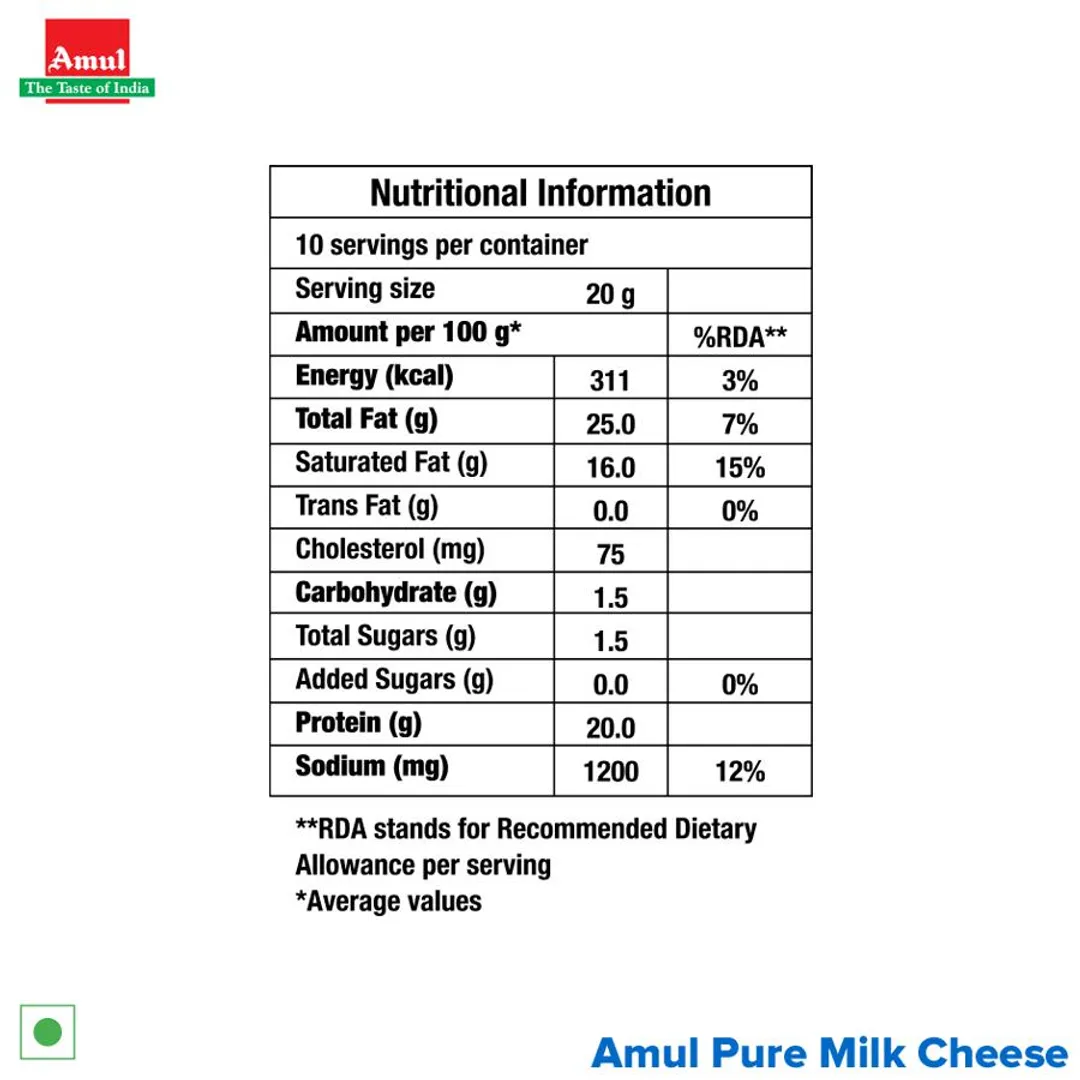 Amul
The Taste of India
Nutritional Information
10 servings per container
Serving size 20 g
Amount per 100 g* %RDA**
Energy (kcal) 311 3%
Total Fat (g) 25.0 7%
Saturated Fat (g) 16.0 15%
Trans Fat (g) 0.0 0%
Cholesterol (mg) 75
Carbohydrate (g) 1.5
Total Sugars (g) 1.5
Added Sugars (g) 0.0 0%
Protein (g) 20.0
Sodium (mg) 1200 12%
**RDA stands for Recommended Dietary
Allowance per serving
*Average values
Amul Pure Milk Cheese